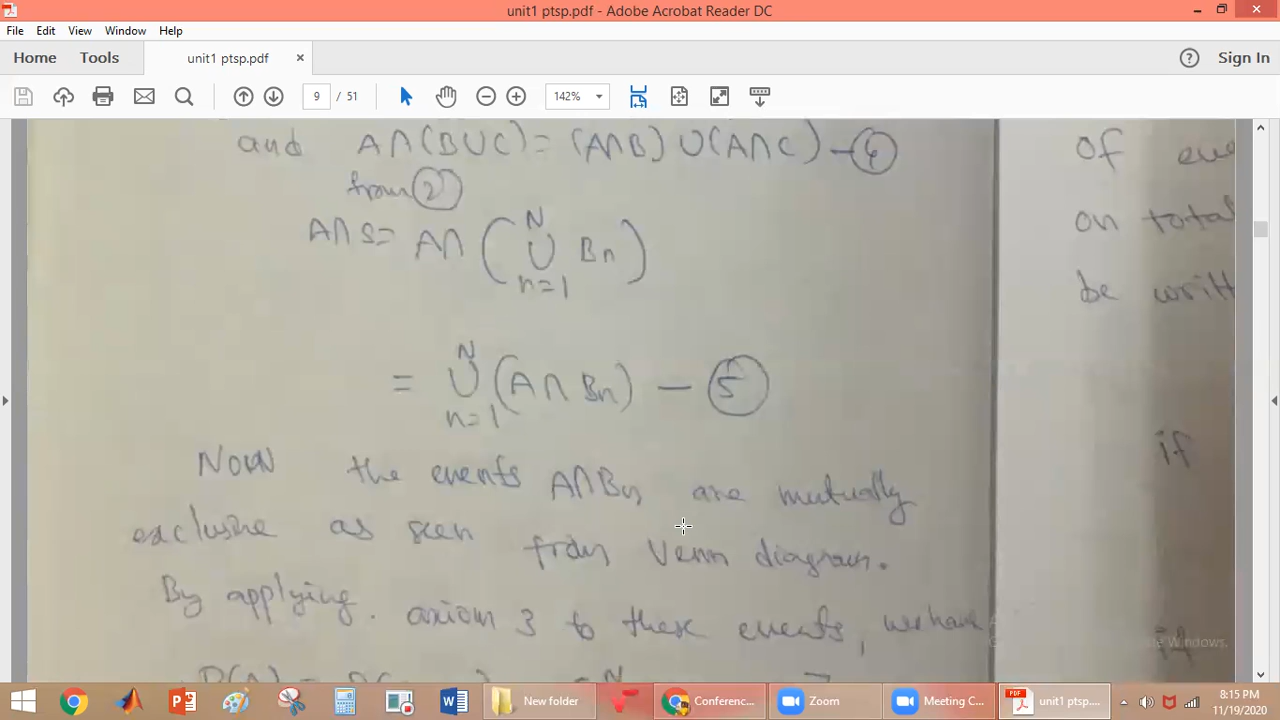 unit1 ptsp.pdf - Adobe Acrobat Reader DC
File Edit View Window Help
Home Tools unit1 ptsp.pdf × Sign In
9 / 51 142%
and A∩(B∪C)= (A∩B) ∪(A∩C) - 4
from 2
A∩S= A∩ ( N ∪ n=1 Bn )
= N ∪ n=1 (A∩Bn) - 5
Now the events A∩Bn are mutually
exclusive as seen from Venn diagram.
By applying. axiom 3 to these events, we have
of
on total
be
if
Windows.
New folder Conferenc... Zoom Meeting C... unit1 ptsp....
8:15 PM
11/19/2020